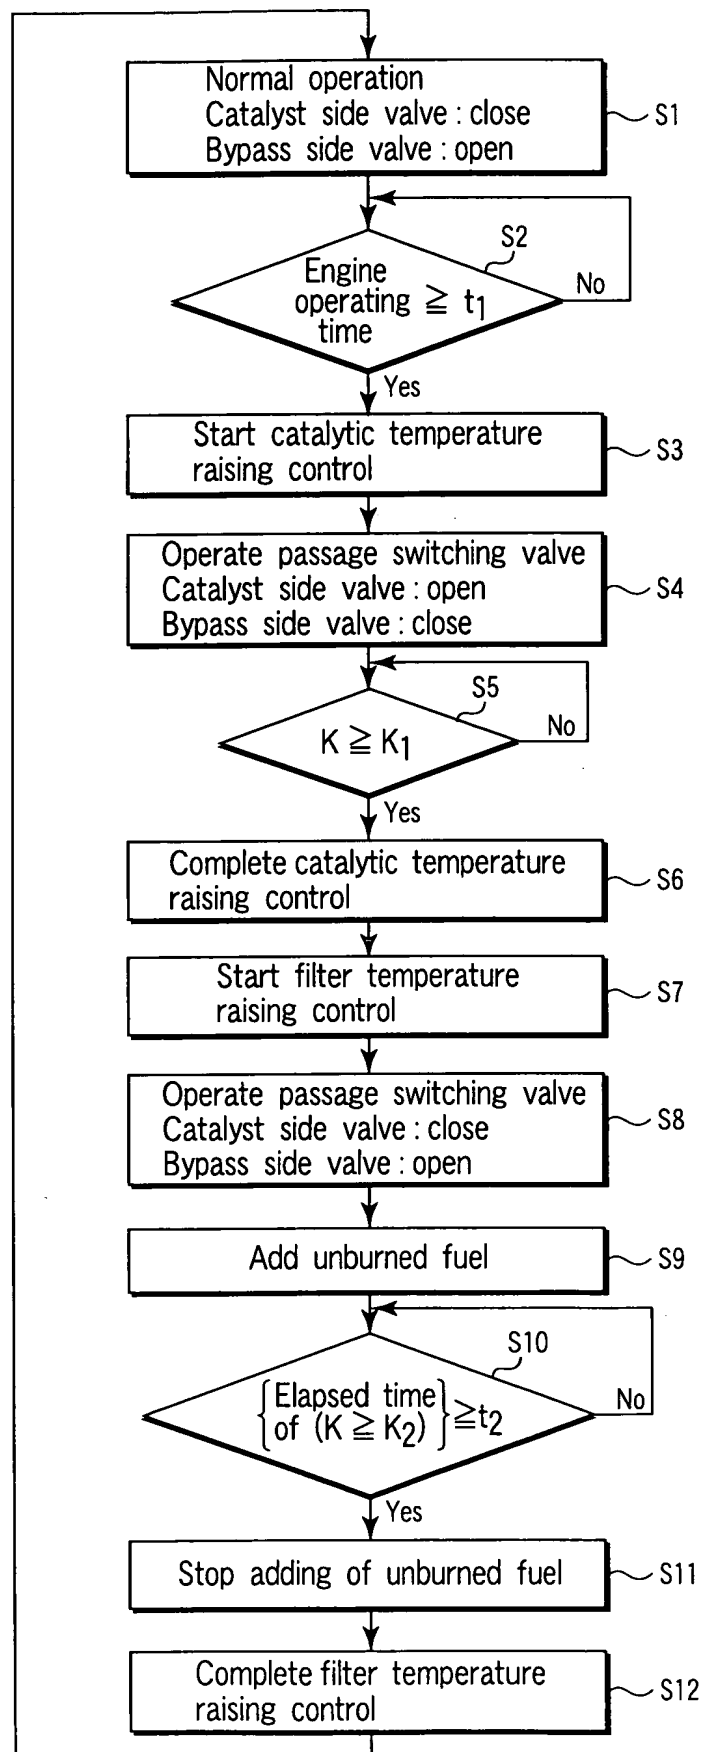 Normal operation
Catalyst side valve : close
Bypass side valve : open
S1
S2
Engine
operating ≧ t1
time
No
Yes
Start catalytic temperature
raising control
S3
Operate passage switching valve
Catalyst side valve : open
Bypass side valve : close
S4
S5
K ≧ K1
No
Yes
Complete catalytic temperature
raising control
S6
Start filter temperature
raising control
S7
Operate passage switching valve
Catalyst side valve : close
Bypass side valve : open
S8
Add unburned fuel
S9
S10
{Elapsed time
of (K ≧ K2)} ≧ t2
No
Yes
Stop adding of unburned fuel
S11
Complete filter temperature
raising control
S12